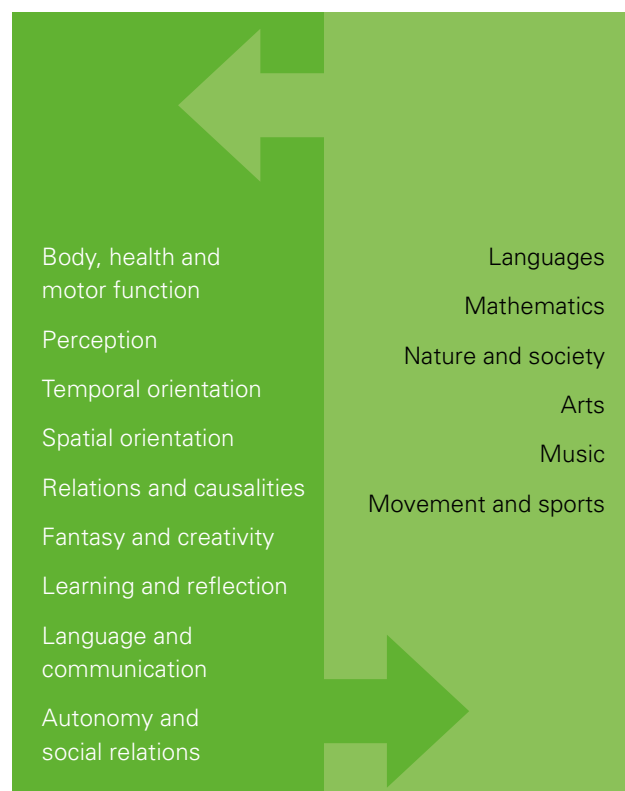 Body, health and
motor function
Perception
Temporal orientation
Spatial orientation
Relations and causalities
Fantasy and creativity
Learning and reflection
Language and
communication
Autonomy and
social relations
Languages
Mathematics
Nature and society
Arts
Music
Movement and sports